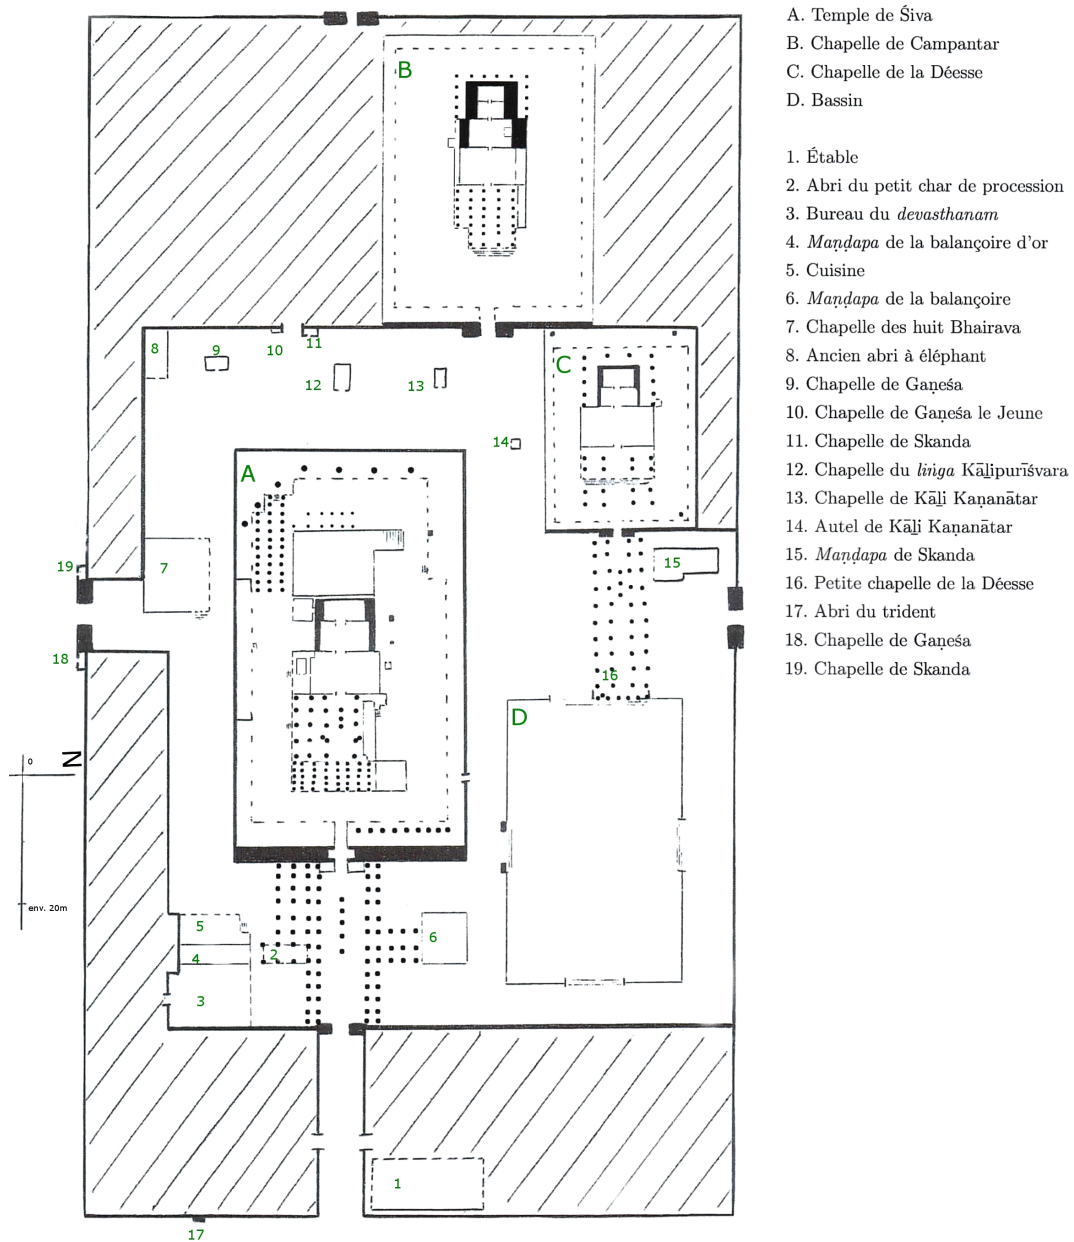 A. Temple de Śiva
B. Chapelle de Campantar
C. Chapelle de la Déesse
D. Bassin
1. Étable
2. Abri du petit char de procession
3. Bureau du devasthanam
4. Maṇḍapa de la balançoire d'or
5. Cuisine
6. Maṇḍapa de la balançoire
7. Chapelle des huit Bhairava
8. Ancien abri à éléphant
9. Chapelle de Gaṇeśa
10. Chapelle de Gaṇeśa le Jeune
11. Chapelle de Skanda
12. Chapelle du liṅga Kāḻipurīśvara
13. Chapelle de Kāḻi Kaṇanātar
14. Autel de Kāḻi Kaṇanātar
15. Maṇḍapa de Skanda
16. Petite chapelle de la Déesse
17. Abri du trident
18. Chapelle de Gaṇeśa
19. Chapelle de Skanda
B
8
9
10
11
12
13
C
14
A
19
7
15
18
16
D
N
0
env. 20m
5
4
2
6
3
1
17